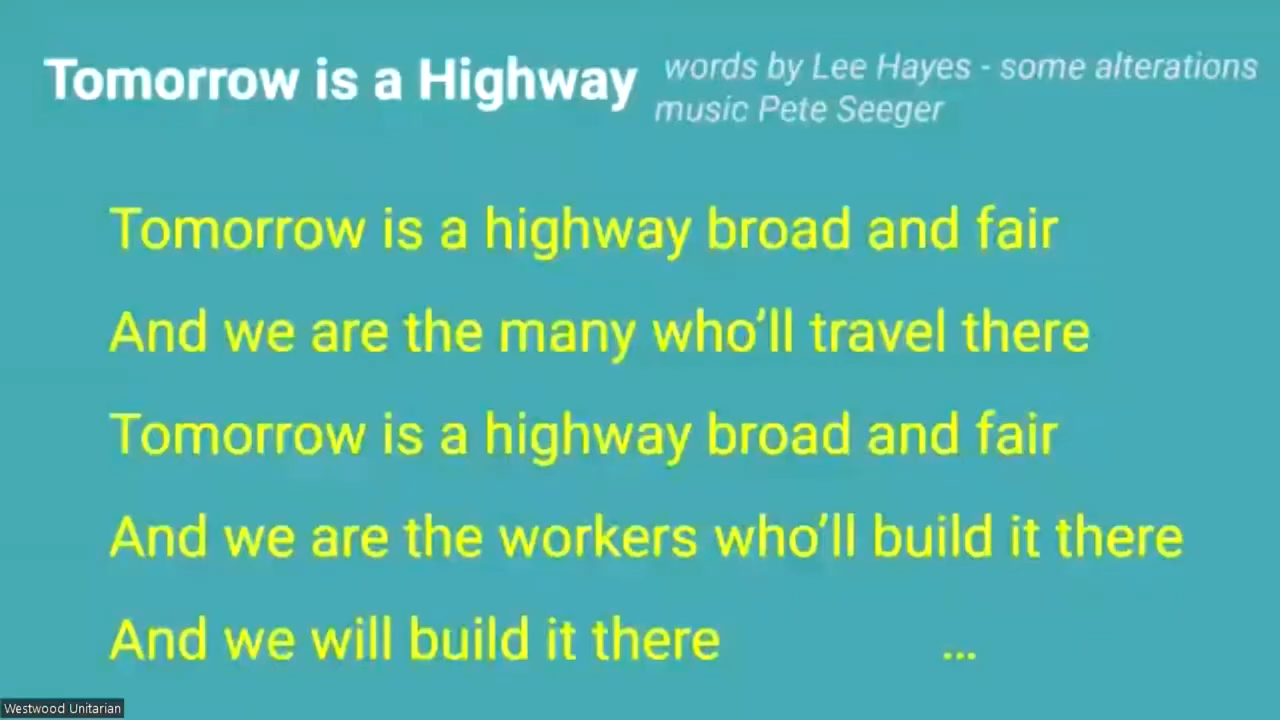 Tomorrow is a Highway
words by Lee Hayes - some alterations
music Pete Seeger
Tomorrow is a highway broad and fair
And we are the many who'll travel there
Tomorrow is a highway broad and fair
And we are the workers who'll build it there
And we will build it there ...
Westwood Unitarian